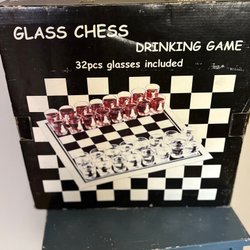 GLASS CHESS
DRINKING GAME
32pcs glasses included